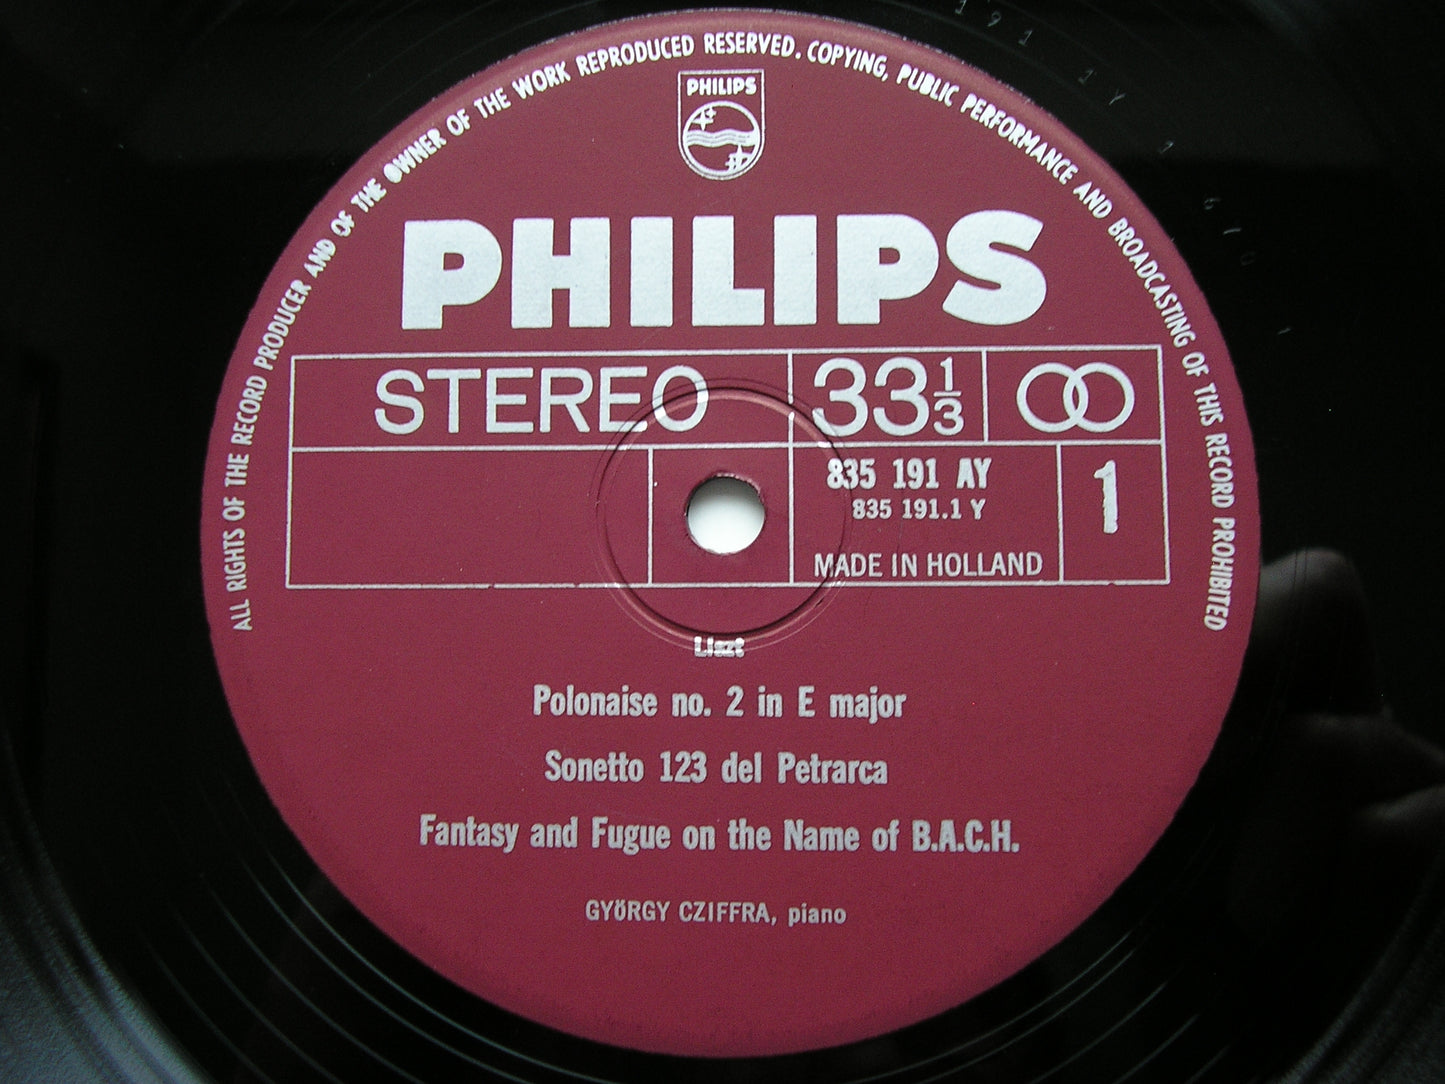 ALL RIGHTS OF THE RECORD PRODUCER AND OF THE OWNER OF THE WORK REPRODUCED RESERVED. COPYING, PUBLIC PERFORMANCE AND BROADCASTING OF THIS RECORD PROHIBITED
PHILIPS
PHILIPS
STEREO
33 1/3
835 191 AY
835 191.1 Y
1
MADE IN HOLLAND
Liszt
Polonaise no. 2 in E major
Sonetto 123 del Petrarca
Fantasy and Fugue on the Name of B.A.C.H.
GYÖRGY CZIFFRA, piano